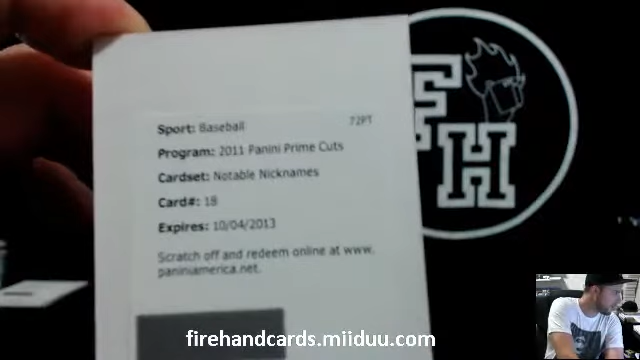 72PT
Sport: Baseball
Program: 2011 Panini Prime Cuts
Cardset: Notable Nicknames
Card#: 18
Expires: 10/04/2013
Scratch off and redeem online at www.
paniniamerica.net.
FH
firehandcards.miiduu.com